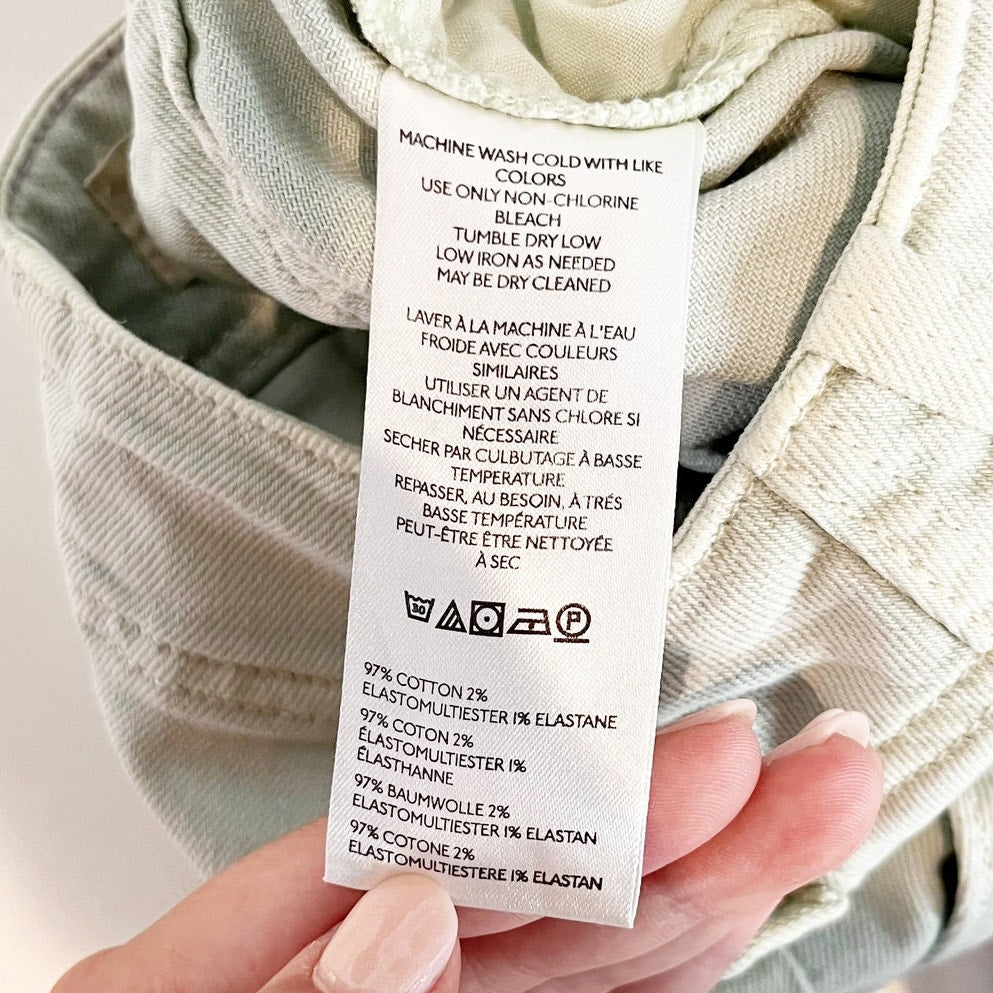 MACHINE WASH COLD WITH LIKE
COLORS
USE ONLY NON-CHLORINE
BLEACH
TUMBLE DRY LOW
LOW IRON AS NEEDED
MAY BE DRY CLEANED
LAVER À LA MACHINE À L'EAU
FROIDE AVEC COULEURS
SIMILAIRES
UTILISER UN AGENT DE
BLANCHIMENT SANS CHLORE SI
NÉCESSAIRE
SECHER PAR CULBUTAGE À BASSE
TEMPERATURE
REPASSER, AU BESOIN, À TRÉS
BASSE TEMPÉRATURE
PEUT-ÊTRE ÊTRE NETTOYÉE
À SEC
30 P
97% COTTON 2%
ELASTOMULTIESTER 1% ELASTANE
97% COTON 2%
ÉLASTOMULTIESTER 1%
ÉLASTHANNE
97% BAUMWOLLE 2%
ELASTOMULTIESTER 1% ELASTAN
97% COTONE 2%
ELASTOMULTIESTERE 1% ELASTAN